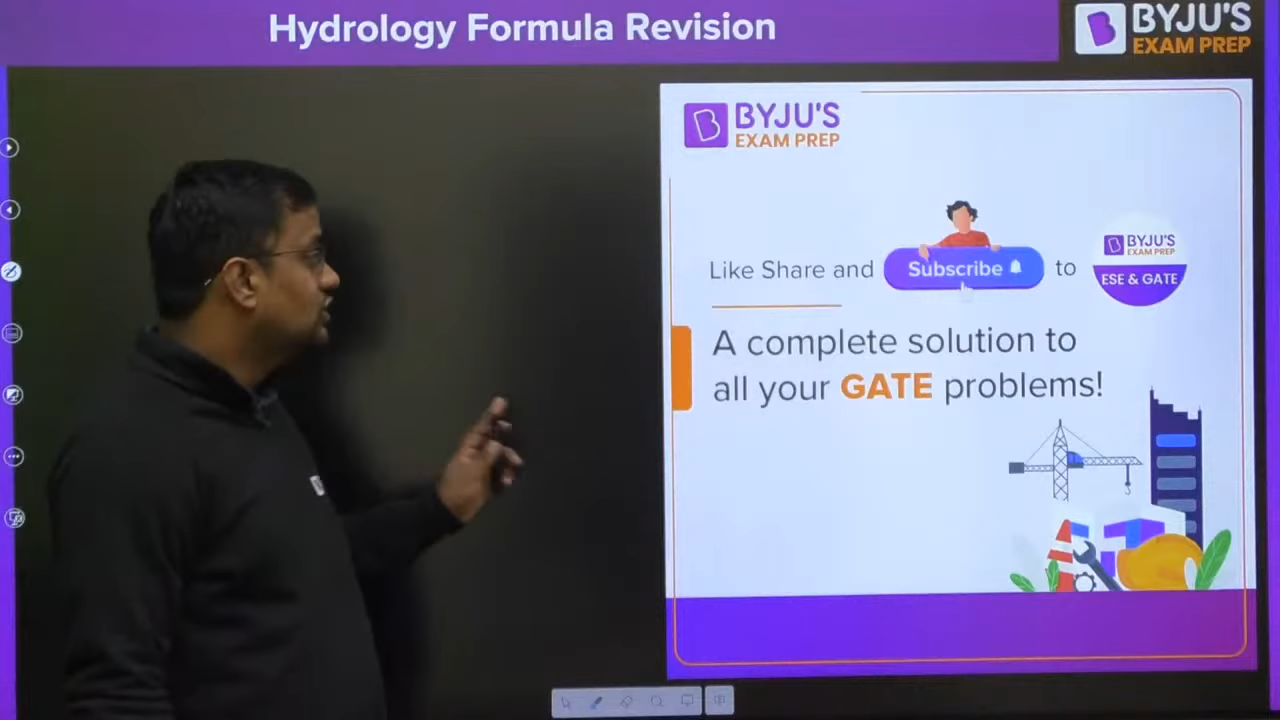 Hydrology Formula Revision
BYJU'S
EXAM PREP
BYJU'S
EXAM PREP
Like Share and Subscribe to
BYJU'S
EXAM PREP
ESE & GATE
A complete solution to
all your GATE problems!